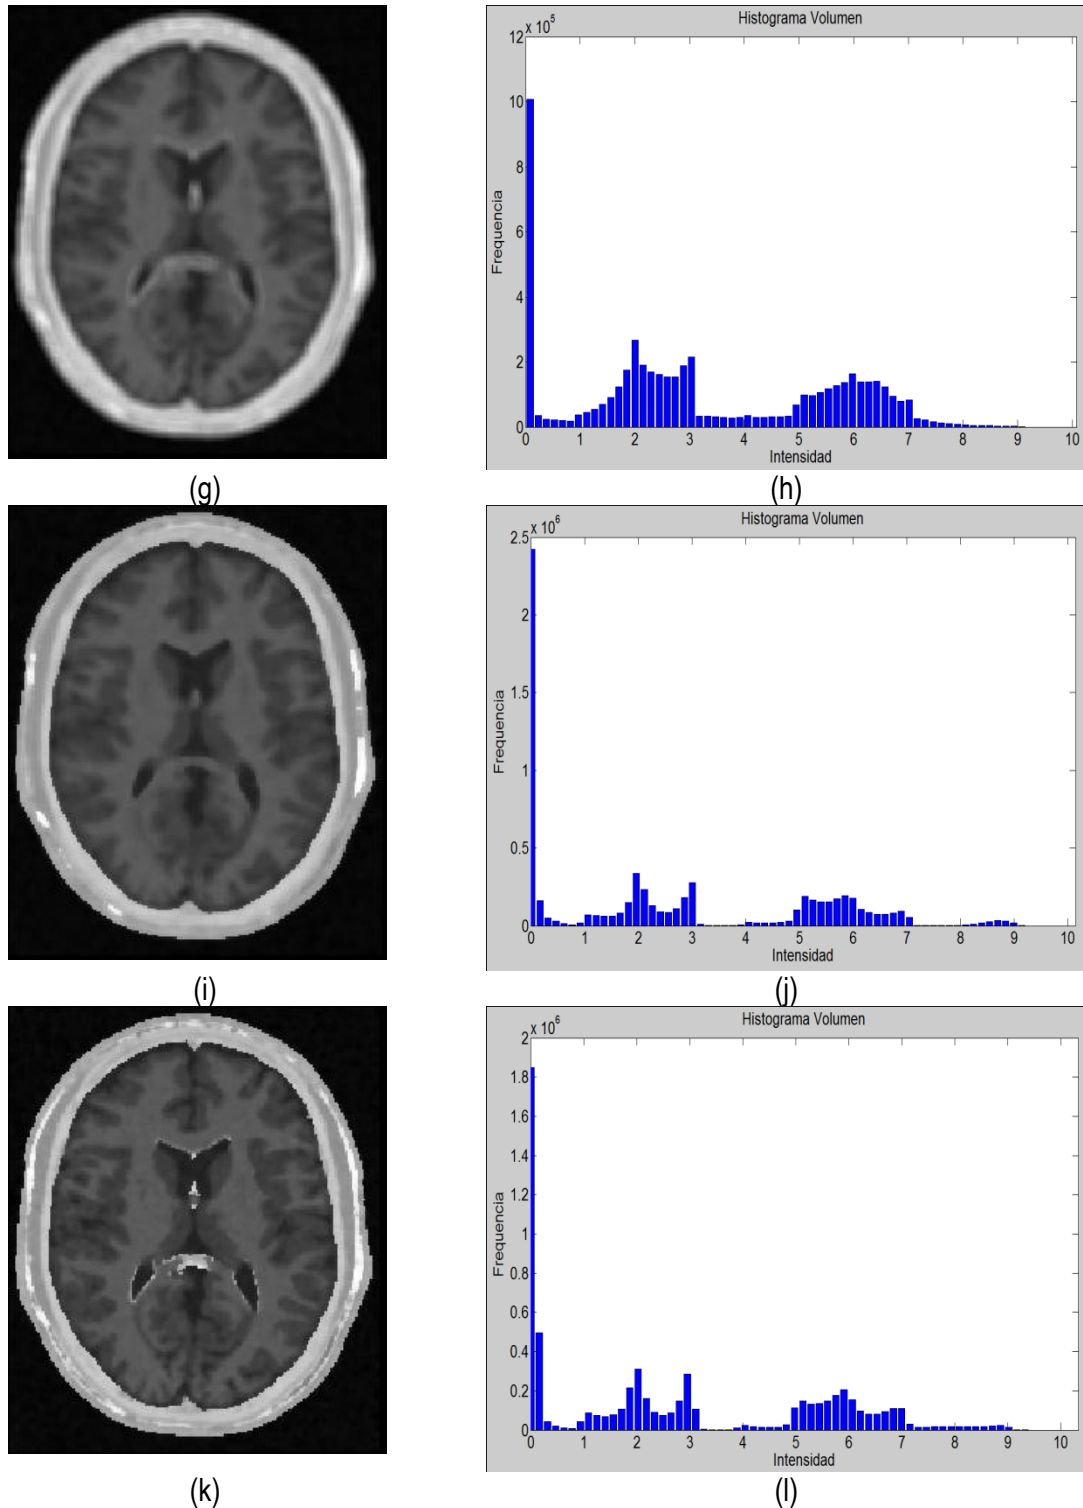 Histograma Volumen
x 10^5
12
10
8
6
4
2
0
Frequencia
0 1 2 3 4 5 6 7 8 9 10
Intensidad
(g)
(h)
Histograma Volumen
x 10^6
2.5
2
1.5
1
0.5
0
Frequencia
0 1 2 3 4 5 6 7 8 9 10
Intensidad
(i)
(j)
Histograma Volumen
x 10^6
2
1.8
1.6
1.4
1.2
1
0.8
0.6
0.4
0.2
0
Frequencia
0 1 2 3 4 5 6 7 8 9 10
Intensidad
(k)
(l)